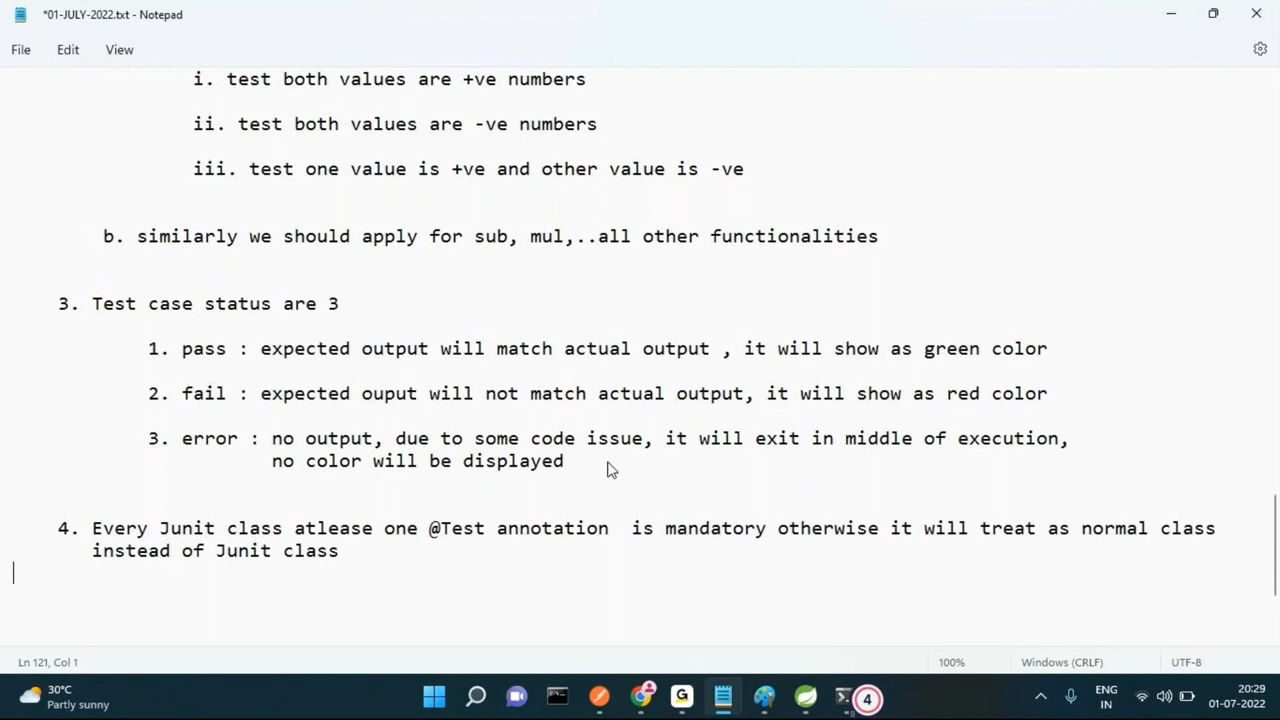 *01-JULY-2022.txt - Notepad
File Edit View
i. test both values are +ve numbers
ii. test both values are -ve numbers
iii. test one value is +ve and other value is -ve
b. similarly we should apply for sub, mul,..all other functionalities
3. Test case status are 3
1. pass : expected output will match actual output , it will show as green color
2. fail : expected ouput will not match actual output, it will show as red color
3. error : no output, due to some code issue, it will exit in middle of execution,
no color will be displayed
4. Every Junit class atlease one @Test annotation  is mandatory otherwise it will treat as normal class
instead of Junit class
Ln 121, Col 1 100% Windows (CRLF) UTF-8
30°C
Partly sunny
G
4
ENG
IN
20:29
01-07-2022